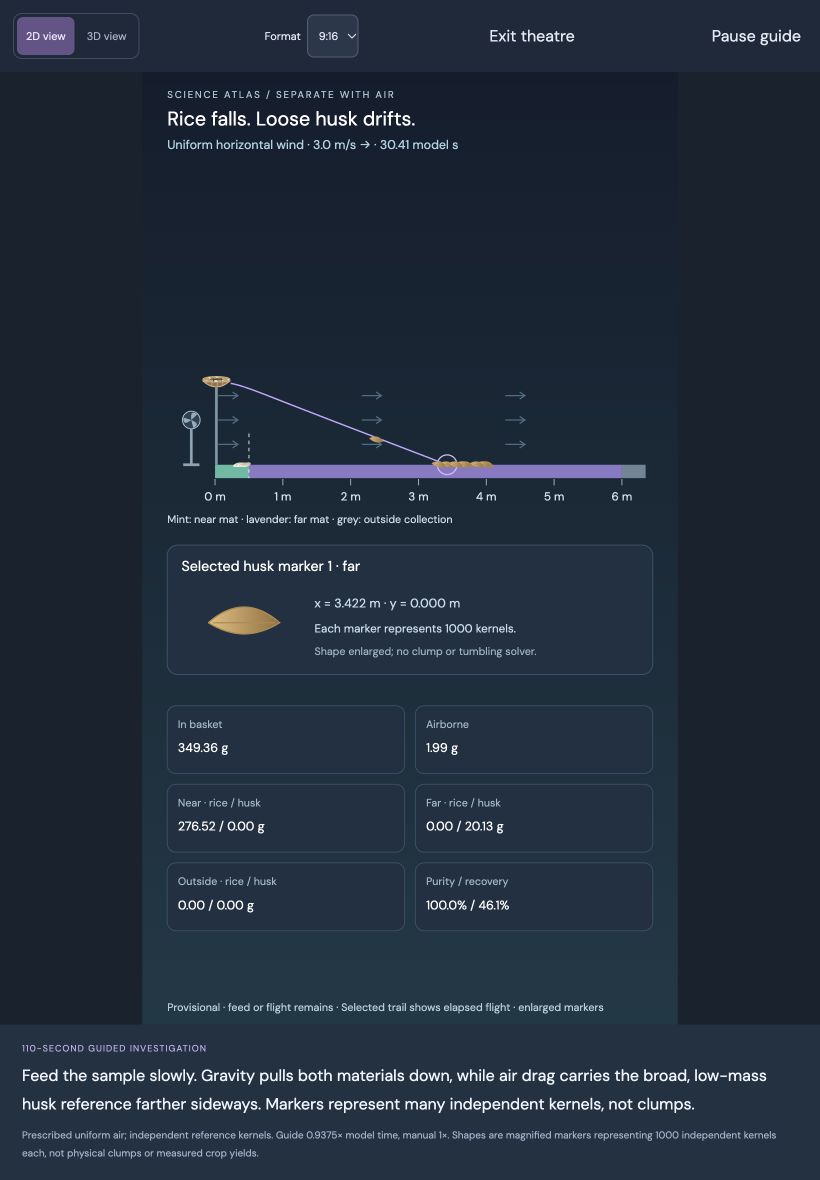 2D view
3D view
Format
9:16
Exit theatre
Pause guide
SCIENCE ATLAS / SEPARATE WITH AIR
Rice falls. Loose husk drifts.
Uniform horizontal wind · 3.0 m/s → · 30.41 model s
0 m
1 m
2 m
3 m
4 m
5 m
6 m
Mint: near mat · lavender: far mat · grey: outside collection
Selected husk marker 1 · far
x = 3.422 m · y = 0.000 m
Each marker represents 1000 kernels.
Shape enlarged; no clump or tumbling solver.
In basket
349.36 g
Airborne
1.99 g
Near · rice / husk
276.52 / 0.00 g
Far · rice / husk
0.00 / 20.13 g
Outside · rice / husk
0.00 / 0.00 g
Purity / recovery
100.0% / 46.1%
Provisional · feed or flight remains · Selected trail shows elapsed flight · enlarged markers
110-SECOND GUIDED INVESTIGATION
Feed the sample slowly. Gravity pulls both materials down, while air drag carries the broad, low-mass
husk reference farther sideways. Markers represent many independent kernels, not clumps.
Prescribed uniform air; independent reference kernels. Guide 0.9375× model time, manual 1×. Shapes are magnified markers representing 1000 independent kernels
each, not physical clumps or measured crop yields.